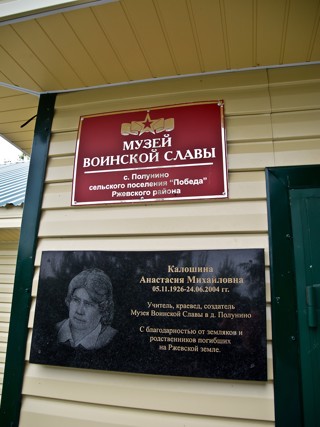 МУЗЕЙ
ВОИНСКОЙ СЛАВЫ
с. Полунино
сельского поселения "Победа"
Ржевского района
Калошина
Анастасия Михайловна
05.11.1926-24.06.2004 гг.
Учитель, краевед, создатель
Музея Воинской Славы в д. Полунино
С благодарностью от земляков и
родственников погибших
на Ржевской земле.